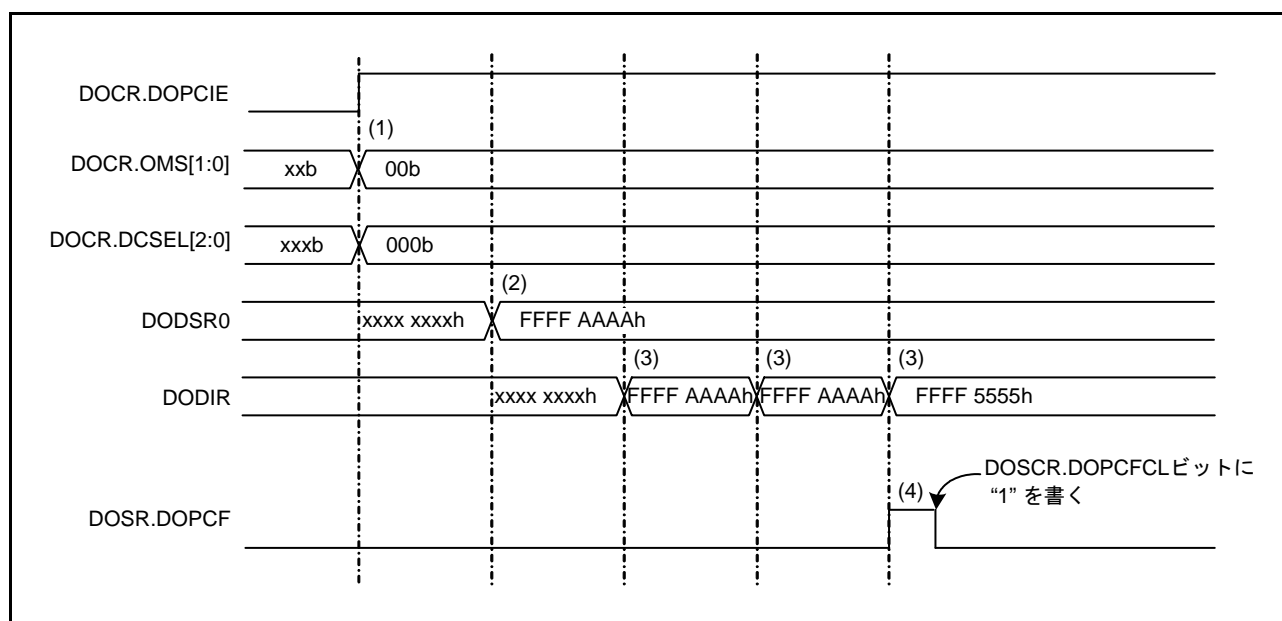 DOCR.DOPCIE
(1)
DOCR.OMS[1:0]
xxb
00b
DOCR.DCSEL[2:0]
xxxb
000b
(2)
DODSR0
xxxx xxxxh
FFFF AAAAh
(3)
(3)
(3)
DODIR
xxxx xxxxh
FFFF AAAAh
FFFF AAAAh
FFFF 5555h
DOSCR.DOPCFCLビットに
“1” を書く
(4)
DOSR.DOPCF